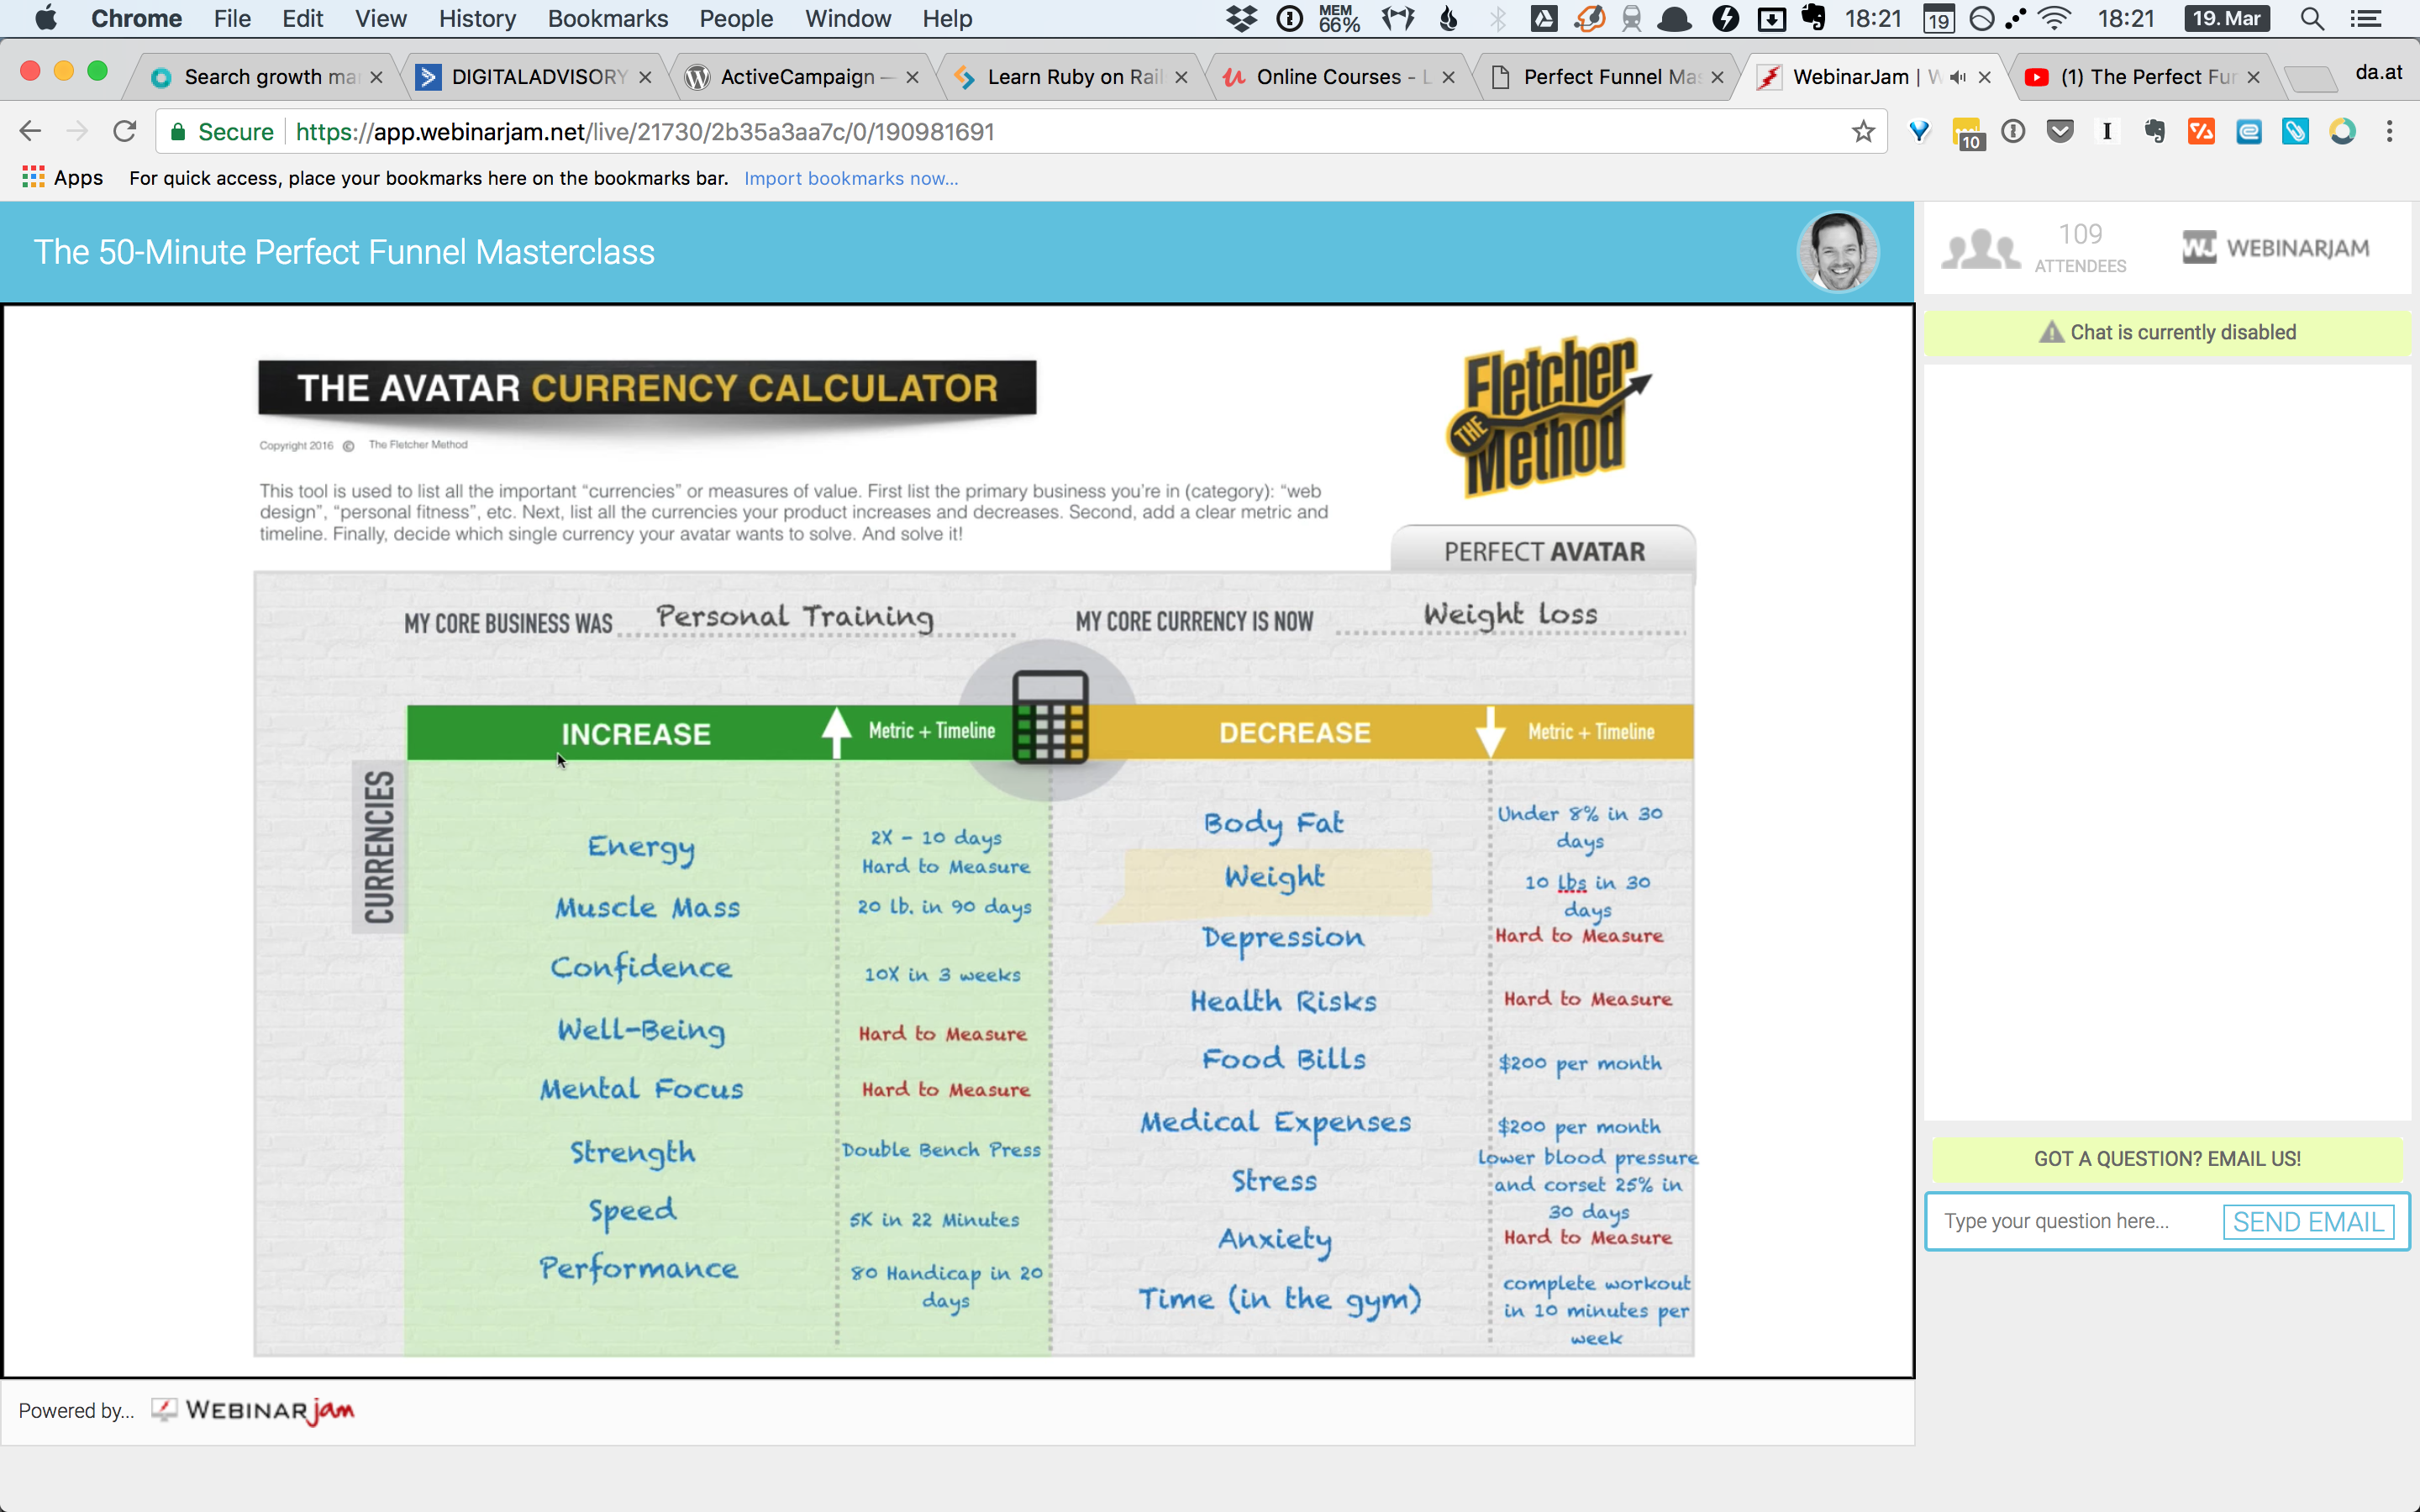 Chrome File Edit View History Bookmarks People Window Help MEM 66% 18:21 19 18:21 19. Mar
Search growth ma DIGITALADVISORY ActiveCampaign – Learn Ruby on Rail Online Courses - L Perfect Funnel Mas WebinarJam | W (1) The Perfect Fun da.at
Secure https://app.webinarjam.net/live/21730/2b35a3aa7c/0/190981691 10
Apps For quick access, place your bookmarks here on the bookmarks bar. Import bookmarks now...
The 50-Minute Perfect Funnel Masterclass
109
ATTENDEES
WJ WEBINARJAM
Chat is currently disabled
THE AVATAR CURRENCY CALCULATOR
THE Fletcher Method
Copyright 2016 © The Fletcher Method
This tool is used to list all the important “currencies” or measures of value. First list the primary business you’re in (category): “web
design”, “personal fitness”, etc. Next, list all the currencies your product increases and decreases. Second, add a clear metric and
timeline. Finally, decide which single currency your avatar wants to solve. And solve it!
PERFECT AVATAR
MY CORE BUSINESS WAS Personal Training MY CORE CURRENCY IS NOW Weight loss
INCREASE Metric + Timeline DECREASE Metric + Timeline
CURRENCIES
Energy
2X - 10 days
Hard to Measure
Muscle Mass
20 lb. in 90 days
Confidence
10X in 3 weeks
Well-Being
Hard to Measure
Mental Focus
Hard to Measure
Strength
Double Bench Press
Speed
5K in 22 Minutes
Performance
80 Handicap in 20
days
Body Fat
Under 8% in 30
days
Weight
10 lbs in 30
days
Depression
Hard to Measure
Health Risks
Hard to Measure
Food Bills
$200 per month
Medical Expenses
$200 per month
Stress
Lower blood pressure
and corset 25% in
30 days
Anxiety
Hard to Measure
Time (in the gym)
complete workout
in 10 minutes per
week
GOT A QUESTION? EMAIL US!
Type your question here... SEND EMAIL
Powered by... WEBINARjam